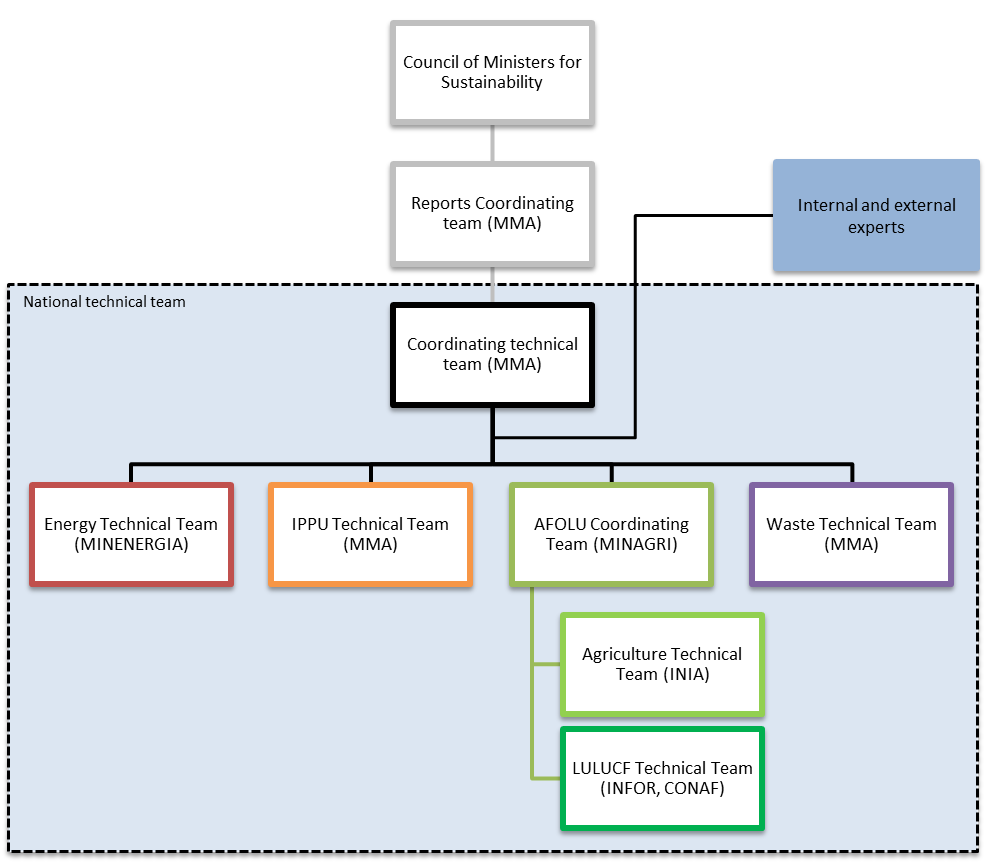 Council of Ministers for
Sustainability
Reports Coordinating
team (MMA)
Internal and external
experts
National technical team
Coordinating technical
team (MMA)
Energy Technical Team
(MINENERGIA)
IPPU Technical Team
(MMA)
AFOLU Coordinating
Team (MINAGRI)
Waste Technical Team
(MMA)
Agriculture Technical
Team (INIA)
LULUCF Technical Team
(INFOR, CONAF)